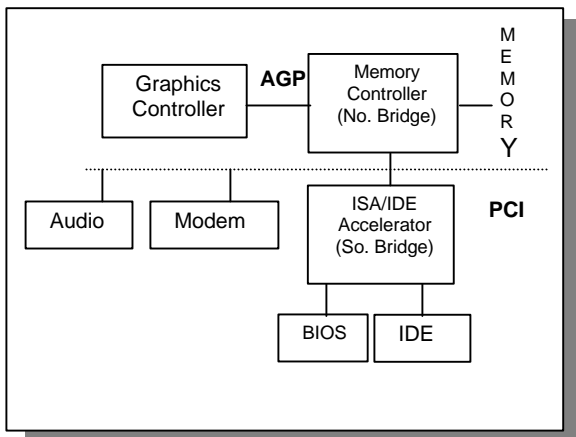 Graphics
Controller
AGP
Memory
Controller
(No. Bridge)
M
E
M
O
R
Y
Audio
Modem
ISA/IDE
Accelerator
(So. Bridge)
PCI
BIOS
IDE